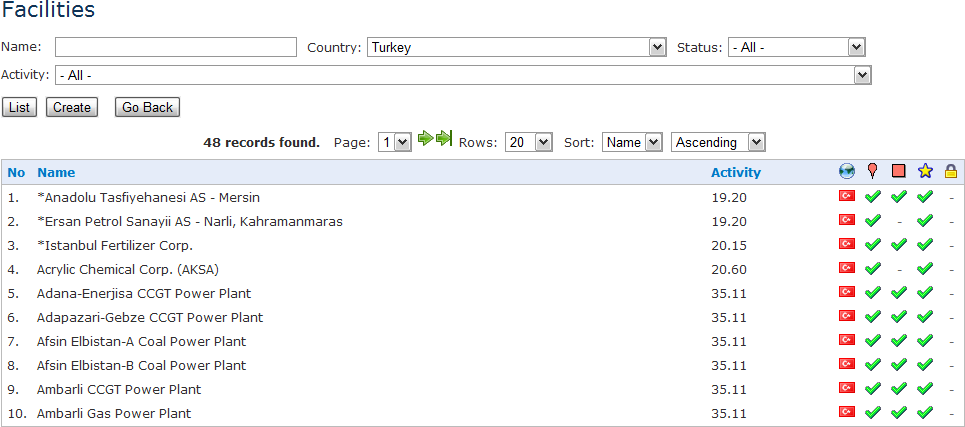 Facilities
Name: Country: Turkey Status: - All -
Activity: - All -
List Create Go Back
48 records found. Page: 1 Rows: 20 Sort: Name Ascending
No Name Activity
1. *Anadolu Tasfiyehanesi AS - Mersin 19.20 -
2. *Ersan Petrol Sanayii AS - Narli, Kahramanmaras 19.20 - -
3. *Istanbul Fertilizer Corp. 20.15 -
4. Acrylic Chemical Corp. (AKSA) 20.60 - -
5. Adana-Enerjisa CCGT Power Plant 35.11 -
6. Adapazari-Gebze CCGT Power Plant 35.11 -
7. Afsin Elbistan-A Coal Power Plant 35.11 -
8. Afsin Elbistan-B Coal Power Plant 35.11 -
9. Ambarli CCGT Power Plant 35.11 -
10. Ambarli Gas Power Plant 35.11 -